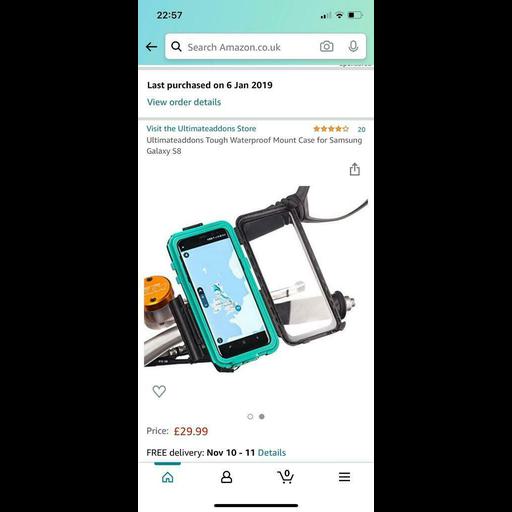 22:57
Search Amazon.co.uk
Last purchased on 6 Jan 2019
View order details
Visit the Ultimateaddons Store 20
Ultimateaddons Tough Waterproof Mount Case for Samsung
Galaxy S8
Price: £29.99
FREE delivery: Nov 10 - 11 Details
0